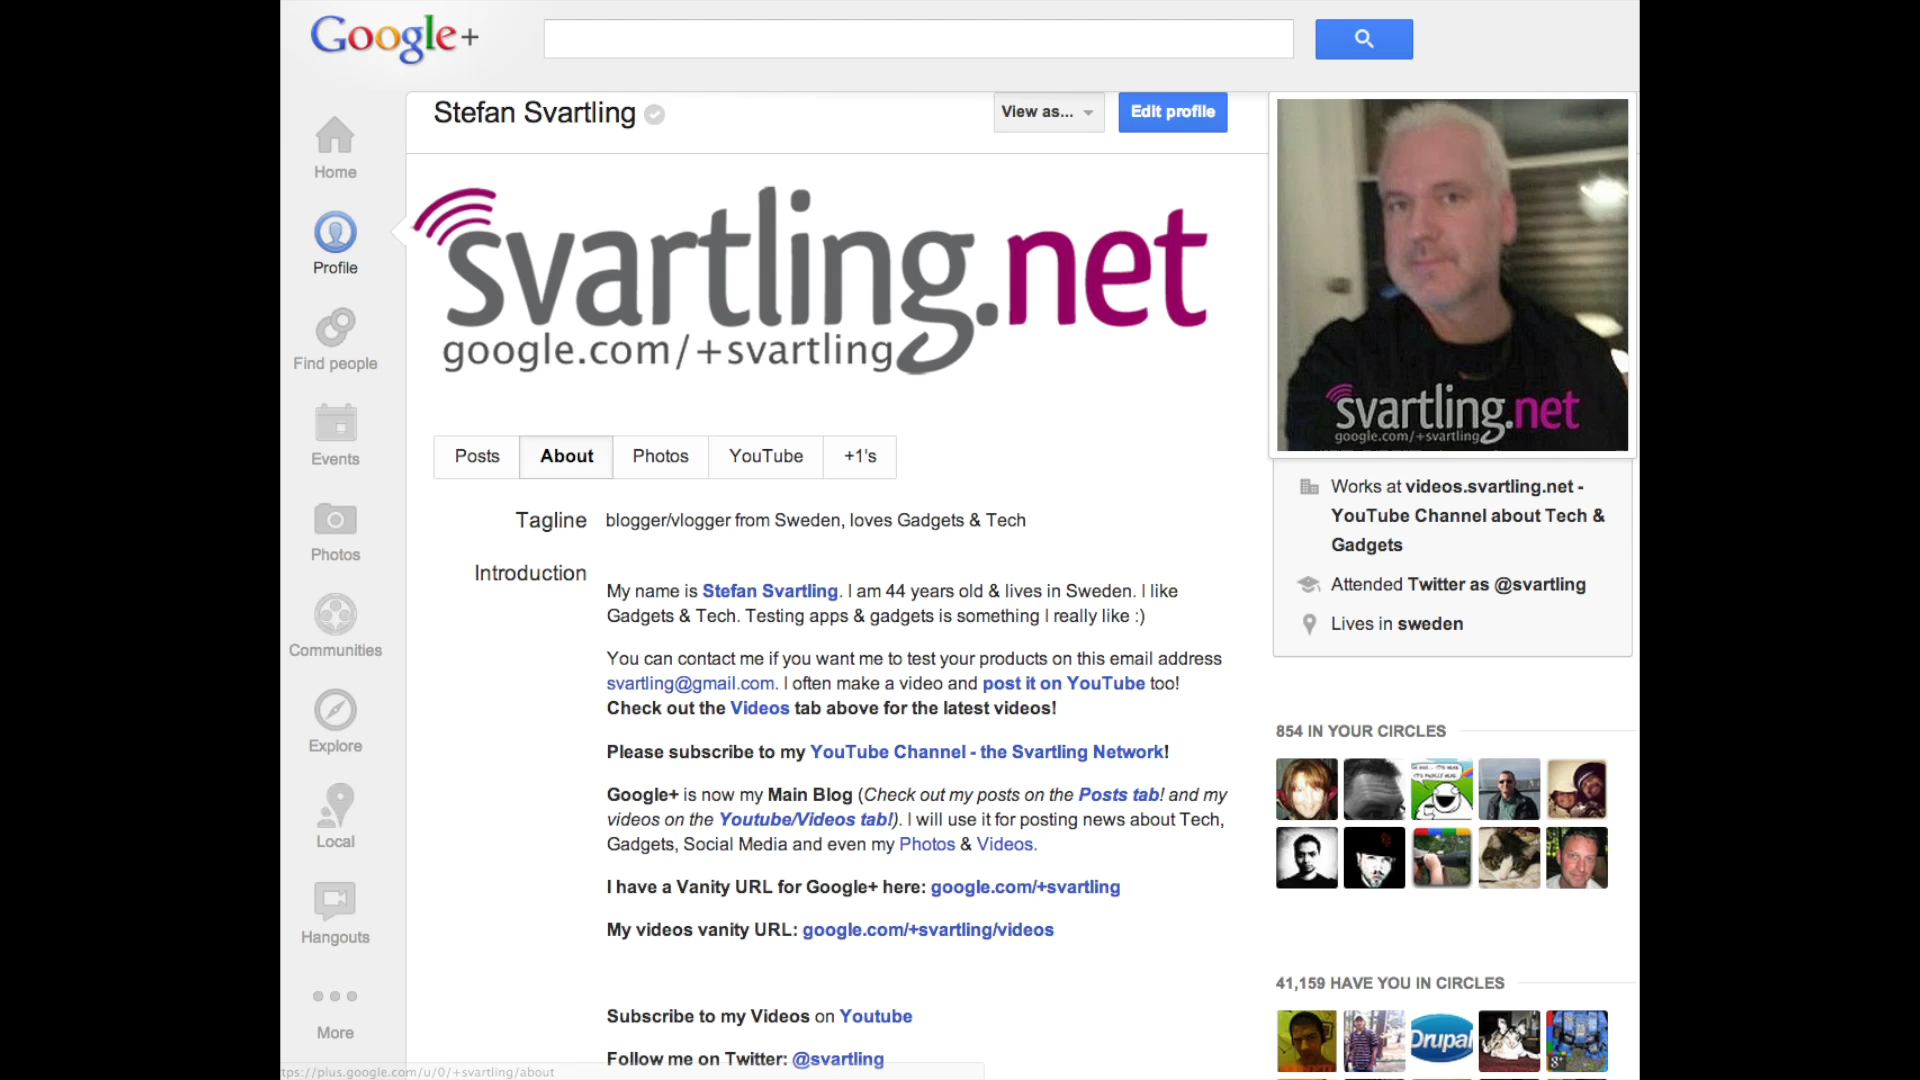 Google+
Stefan Svartling
View as...
Edit profile
Home
Profile
Find people
Events
Photos
Communities
Explore
Local
Hangouts
More
svartling.net
google.com/+svartling
Posts
About
Photos
YouTube
+1's
Tagline
blogger/vlogger from Sweden, loves Gadgets & Tech
Introduction
My name is Stefan Svartling. I am 44 years old & lives in Sweden. I like
Gadgets & Tech. Testing apps & gadgets is something I really like :)
You can contact me if you want me to test your products on this email address
svartling@gmail.com. I often make a video and post it on YouTube too!
Check out the Videos tab above for the latest videos!
Please subscribe to my YouTube Channel - the Svartling Network!
Google+ is now my Main Blog (Check out my posts on the Posts tab! and my
videos on the Youtube/Videos tab!). I will use it for posting news about Tech,
Gadgets, Social Media and even my Photos & Videos.
I have a Vanity URL for Google+ here: google.com/+svartling
My videos vanity URL: google.com/+svartling/videos
Subscribe to my Videos on Youtube
Follow me on Twitter: @svartling
tps://plus.google.com/u/0/+svartling/about
svartling.net
google.com/+svartling
Works at videos.svartling.net -
YouTube Channel about Tech &
Gadgets
Attended Twitter as @svartling
Lives in sweden
854 IN YOUR CIRCLES
41,159 HAVE YOU IN CIRCLES
Drupal
g+